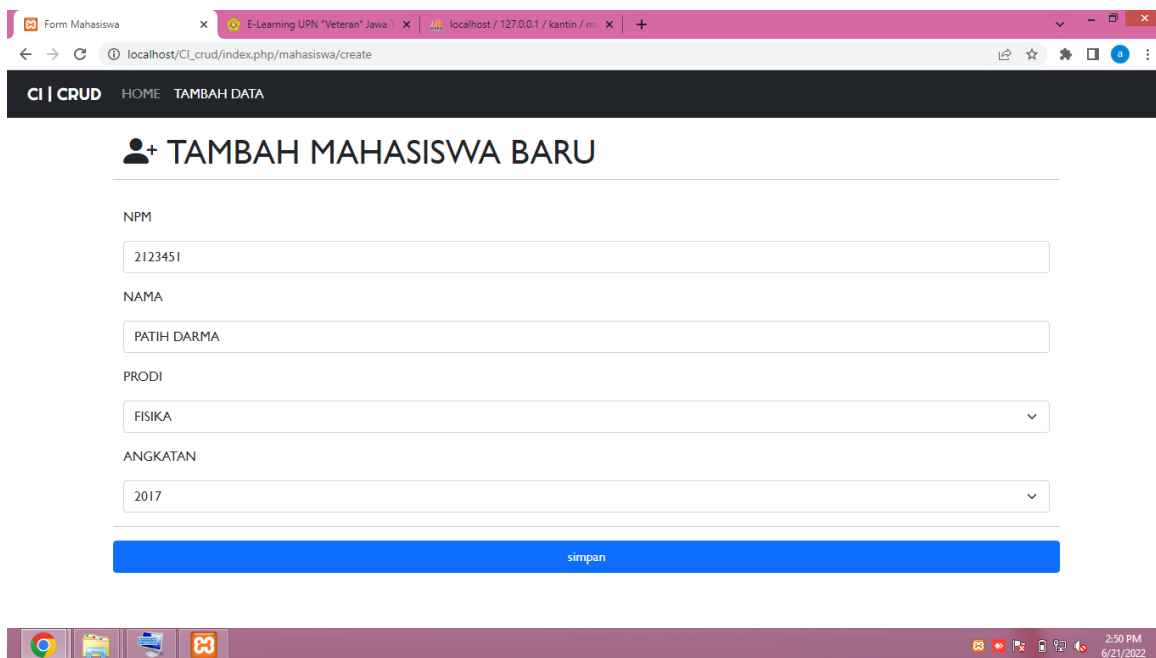 Form Mahasiswa
E-Learning UPN "Veteran" Jawa T
localhost / 127.0.0.1 / kantin / ma
localhost/CI_crud/index.php/mahasiswa/create
a
CI | CRUD HOME TAMBAH DATA
TAMBAH MAHASISWA BARU
NPM
2123451
NAMA
PATIH DARMA
PRODI
FISIKA
ANGKATAN
2017
simpan
2:50 PM
6/21/2022